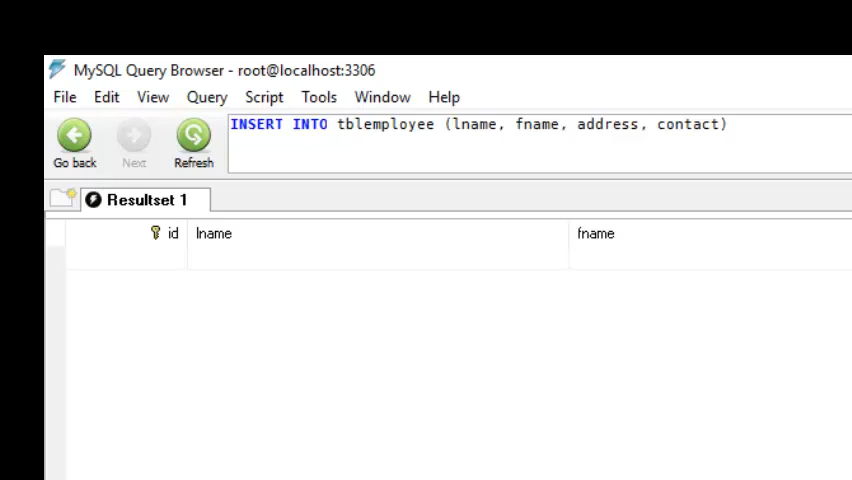 MySQL Query Browser - root@localhost:3306
File Edit View Query Script Tools Window Help
INSERT INTO tblemployee (lname, fname, address, contact)
Go back Next Refresh
Resultset 1
id lname fname